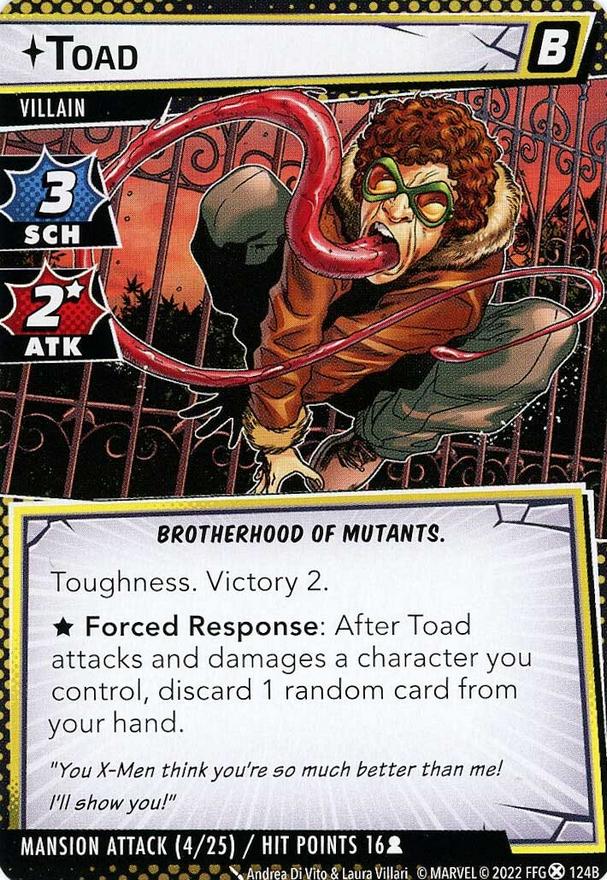 TOAD
B
VILLAIN
3
SCH
2★
ATK
BROTHERHOOD OF MUTANTS.
Toughness. Victory 2.
★ Forced Response: After Toad
attacks and damages a character you
control, discard 1 random card from
your hand.
"You X-Men think you're so much better than me!
I'll show you!"
MANSION ATTACK (4/25) / HIT POINTS 16
Andrea Di Vito & Laura Villari. © MARVEL © 2022 FFG 124B